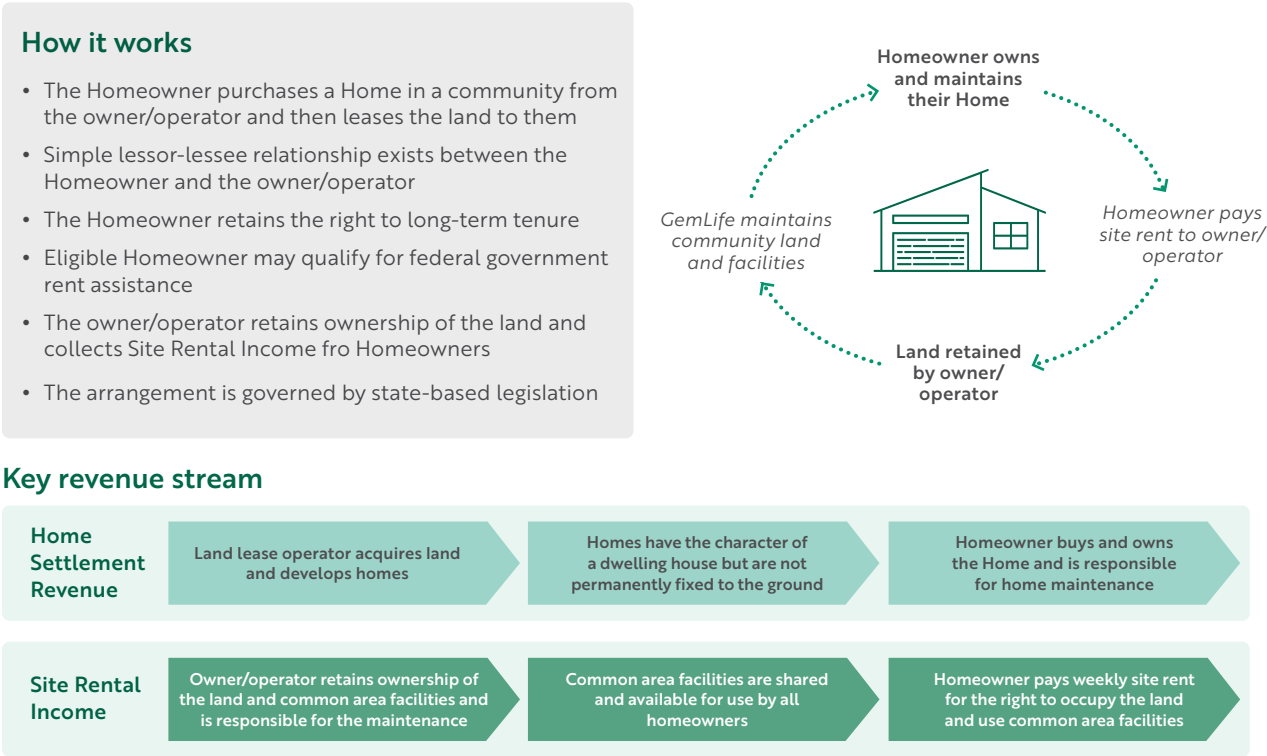 How it works
• The Homeowner purchases a Home in a community from
the owner/operator and then leases the land to them
• Simple lessor-lessee relationship exists between the
Homeowner and the owner/operator
• The Homeowner retains the right to long-term tenure
• Eligible Homeowner may qualify for federal government
rent assistance
• The owner/operator retains ownership of the land and
collects Site Rental Income fro Homeowners
• The arrangement is governed by state-based legislation
Homeowner owns
and maintains
their Home
Homeowner pays
site rent to owner/
operator
Land retained
by owner/
operator
GemLife maintains
community land
and facilities
Key revenue stream
Home
Settlement
Revenue
Land lease operator acquires land
and develops homes
Homes have the character of
a dwelling house but are not
permanently fixed to the ground
Homeowner buys and owns
the Home and is responsible
for home maintenance
Site Rental
Income
Owner/operator retains ownership of
the land and common area facilities and
is responsible for the maintenance
Common area facilities are shared
and available for use by all
homeowners
Homeowner pays weekly site rent
for the right to occupy the land
and use common area facilities